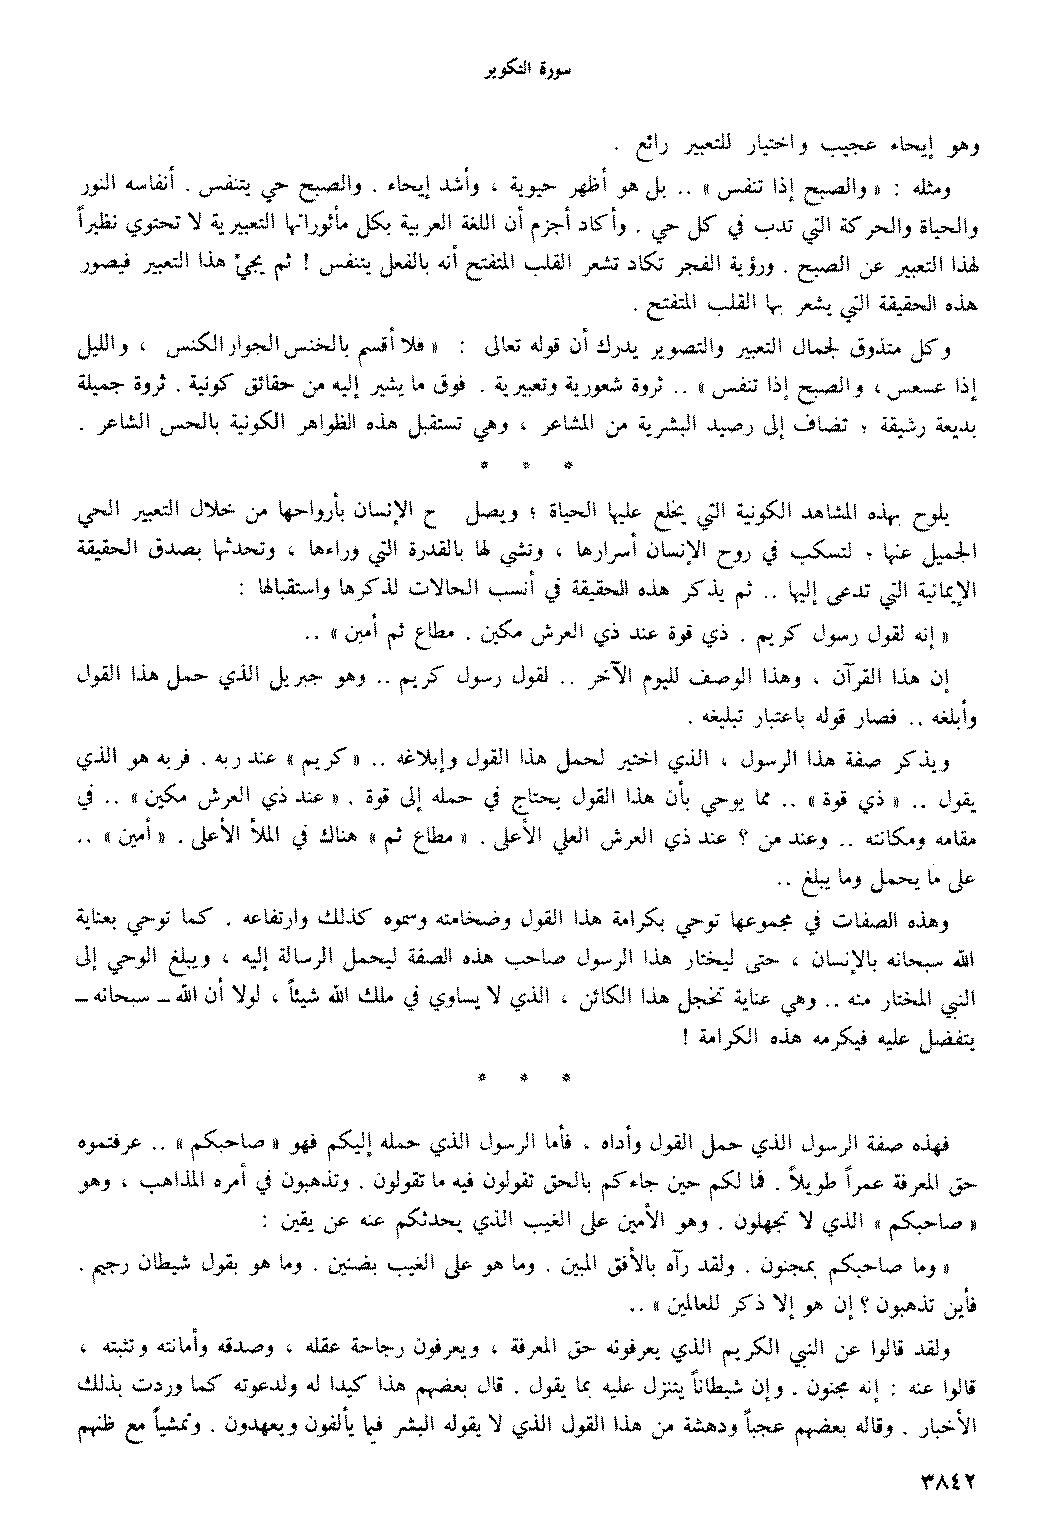 سورة التكوير
وهو إيحاء عجيب واختيار للتعبير رائع .
ومثله : « والصبح إذا تنفس » .. بل هو أظهر حيوية ، وأشد إيحاء . والصبح حي يتنفس . أنفاسه النور
والحياة والحركة التي تدب في كل حي . وأكاد أجزم أن اللغة العربية بكل مأثوراتها التعبيرية لا تحتوي نظيراً
لهذا التعبير عن الصبح . ورؤية الفجر تكاد تشعر القلب المتفتح أنه بالفعل يتنفس ! ثم يجيء هذا التعبير فيصور
هذه الحقيقة التي يشعر بها القلب المتفتح .
وكل متذوق لجمال التعبير والتصوير يدرك أن قوله تعالى : « فلا أقسم بالخنس الجوار الكنس ، والليل
إذا عسعس ، والصبح إذا تنفس » .. ثروة شعورية وتعبيرية . فوق ما يشير إليه من حقائق كونية . ثروة جميلة
بديعة رشيقة ؛ تضاف إلى رصيد البشرية من المشاعر ، وهي تستقبل هذه الظواهر الكونية بالحس الشاعر .
* * *
يلوح بهذه المشاهد الكونية التي يخلع عليها الحياة ؛ ويصل ح الإنسان بأرواحها من خلال التعبير الحي
الجميل عنها ؛ لتسكب في روح الإنسان أسرارها ، وتشي لها بالقدرة التي وراءها ، وتحدثها بصدق الحقيقة
الإيمانية التي تدعى إليها .. ثم يذكر هذه الحقيقة في أنسب الحالات لذكرها واستقبالها :
« إنه لقول رسول كريم . ذي قوة عند ذي العرش مكين . مطاع ثم أمين » ..
إن هذا القرآن ، وهذا الوصف لليوم الآخر .. لقول رسول كريم .. وهو جبريل الذي حمل هذا القول
وأبلغه .. فصار قوله باعتبار تبليغه .
ويذكر صفة هذا الرسول ، الذي اختير لحمل هذا القول وإبلاغه .. « كريم » عند ربه . فربه هو الذي
يقول .. « ذي قوة » .. مما يوحي بأن هذا القول يحتاج في حمله إلى قوة . « عند ذي العرش مكين » .. في
مقامه ومكانته .. وعند من ؟ عند ذي العرش العلي الأعلى . « مطاع ثم » هناك في الملأ الأعلى . « أمين » ..
على ما يحمل وما يبلغ ..
وهذه الصفات في مجموعها توحي بكرامة هذا القول وضخامته وسموه كذلك وارتفاعه . كما توحي بعناية
الله سبحانه بالإنسان ، حتى ليختار هذا الرسول صاحب هذه الصفة ليحمل الرسالة إليه ، ويبلغ الوحي إلى
النبي المختار منه .. وهي عناية تخجل هذا الكائن ، الذي لا يساوي في ملك الله شيئاً ، لولا أن الله ـ سبحانه ـ
يتفضل عليه فيكرمه هذه الكرامة !
* * *
فهذه صفة الرسول الذي حمل القول وأداه ، فأما الرسول الذي حمله إليكم فهو « صاحبكم » .. عرفتموه
حق المعرفة عمراً طويلاً . فما لكم حين جاءكم بالحق تقولون فيه ما تقولون . وتذهبون في أمره المذاهب ، وهو
« صاحبكم » الذي لا تجهلون . وهو الأمين على الغيب الذي يحدثكم عنه عن يقين :
« وما صاحبكم بمجنون . ولقد رآه بالأفق المبين . وما هو على الغيب بضنين . وما هو بقول شيطان رجيم .
فأين تذهبون ؟ إن هو إلا ذكر للعالمين » ..
ولقد قالوا عن النبي الكريم الذي يعرفونه حق المعرفة ، ويعرفون رجاحة عقله ، وصدقه وأمانته وتثبته ،
قالوا عنه : إنه مجنون . وإن شيطاناً يتنزل عليه بما يقول . قال بعضهم هذا كيدا له ولدعوته كما وردت بذلك
الأخبار . وقاله بعضهم عجباً ودهشة من هذا القول الذي لا يقوله البشر فيما يألفون ويعهدون . وتمشياً مع ظنهم
٣٨٤٢